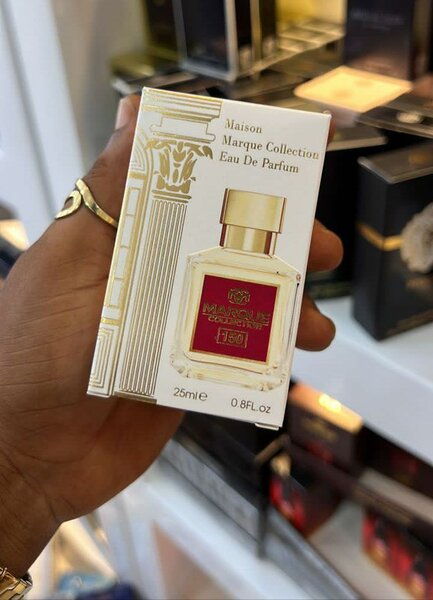 Maison
Marque Collection
Eau De Parfum
MARQUE
COLLECTION
150
25ml e
0.8FL.oz